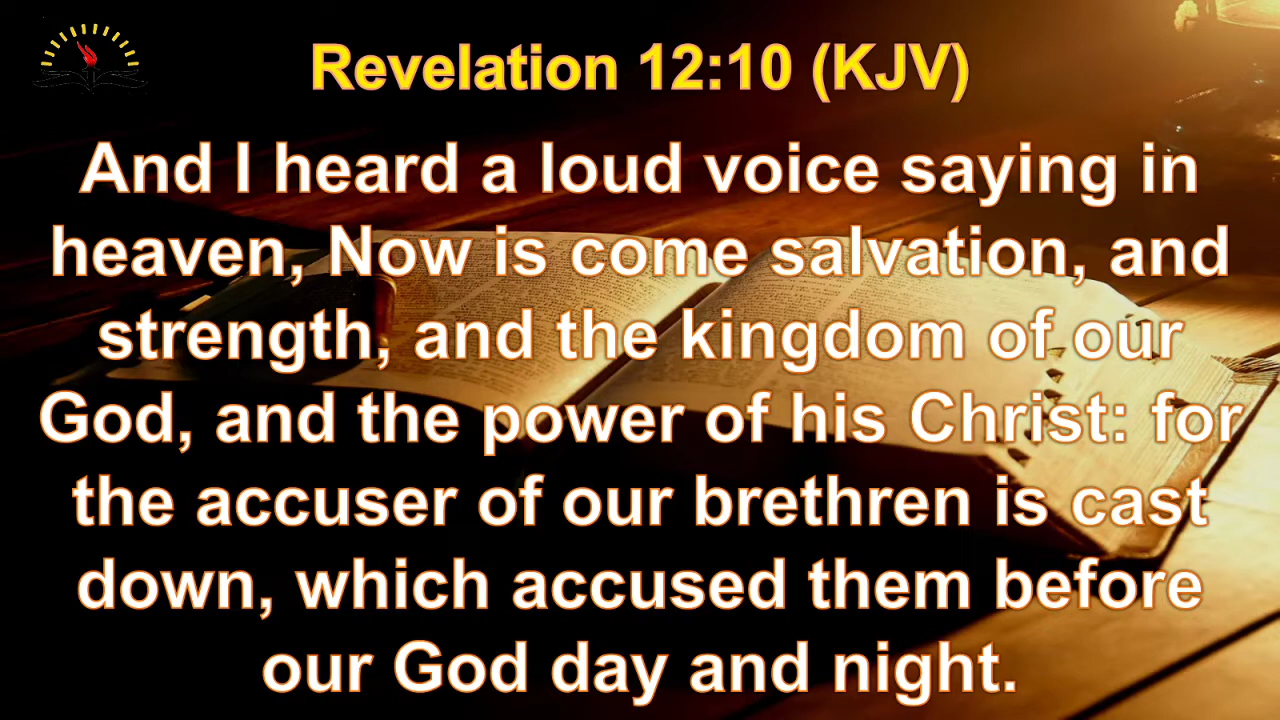 Revelation 12:10 (KJV)
And I heard a loud voice saying in
heaven, Now is come salvation, and
strength, and the kingdom of our
God, and the power of his Christ: for
the accuser of our brethren is cast
down, which accused them before
our God day and night.